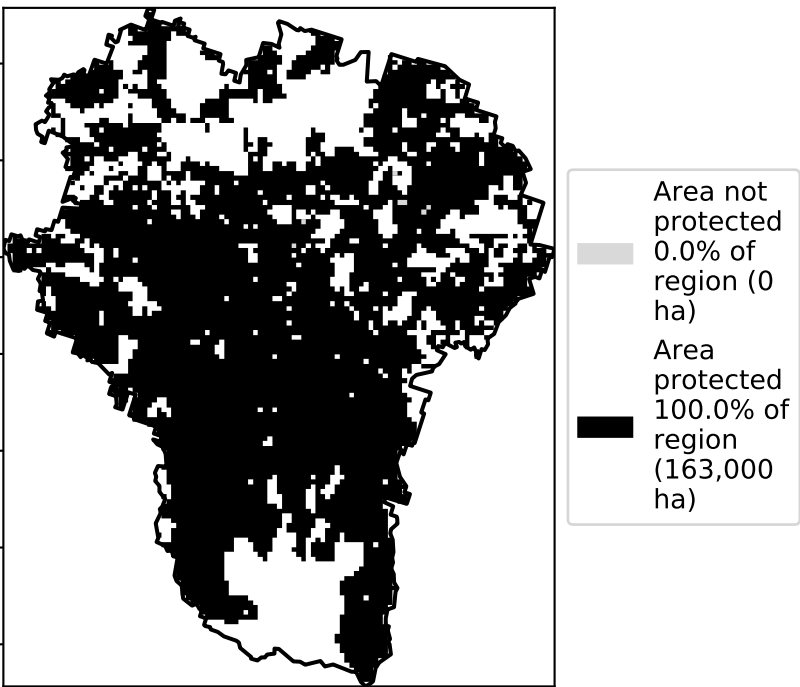 Area not
protected
0.0% of
region (0
ha)
Area
protected
100.0% of
region
(163,000
ha)